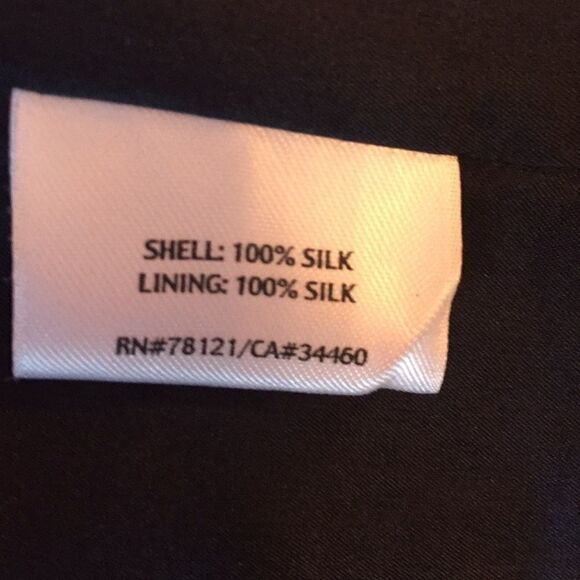 SHELL: 100% SILK
LINING: 100% SILK
RN#78121/CA#34460